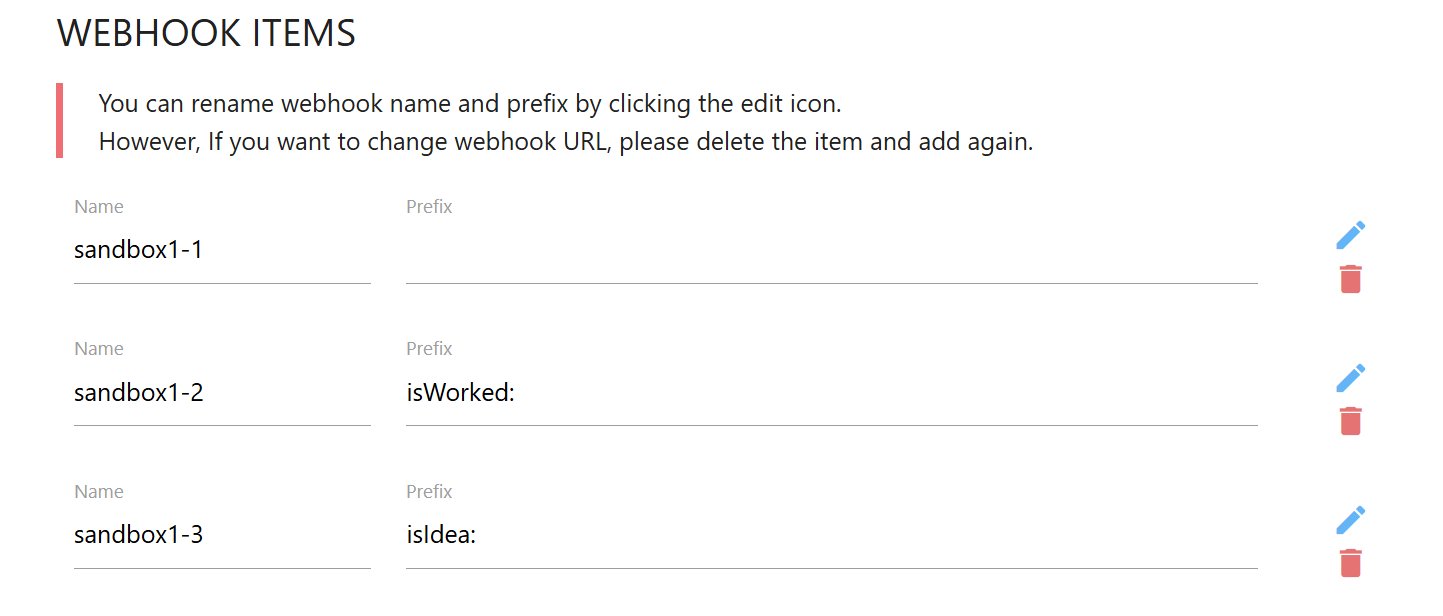 WEBHOOK ITEMS
You can rename webhook name and prefix by clicking the edit icon.
However, If you want to change webhook URL, please delete the item and add again.
Name Prefix
sandbox1-1
Name Prefix
sandbox1-2 isWorked:
Name Prefix
sandbox1-3 isIdea: